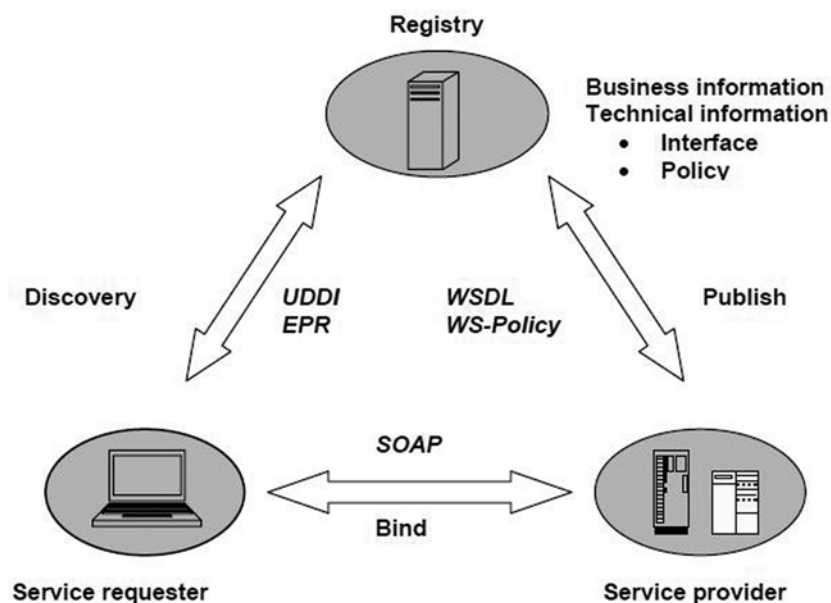 Registry
Business information
Technical information
• Interface
• Policy
Discovery
UDDI
EPR
WSDL
WS-Policy
Publish
SOAP
Bind
Service requester
Service provider